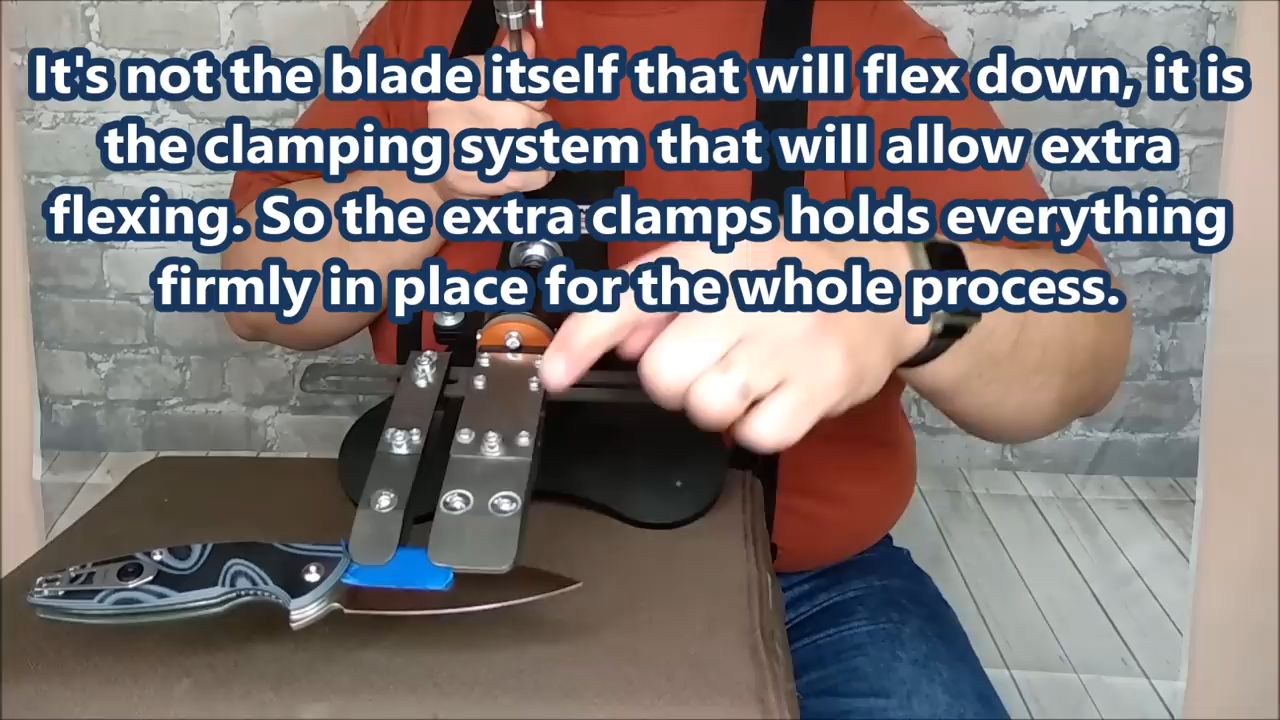 It's not the blade itself that will flex down, it is
the clamping system that will allow extra
flexing. So the extra clamps holds everything
firmly in place for the whole process.